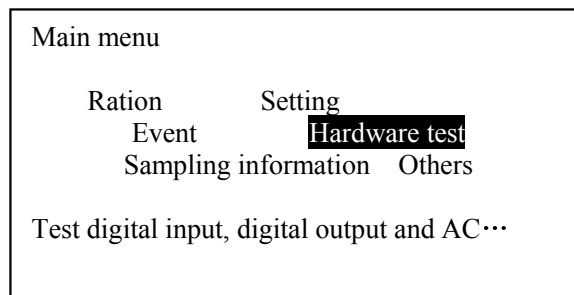 Main menu
Ration Setting
Event Hardware test
Sampling information Others
Test digital input, digital output and AC⋯